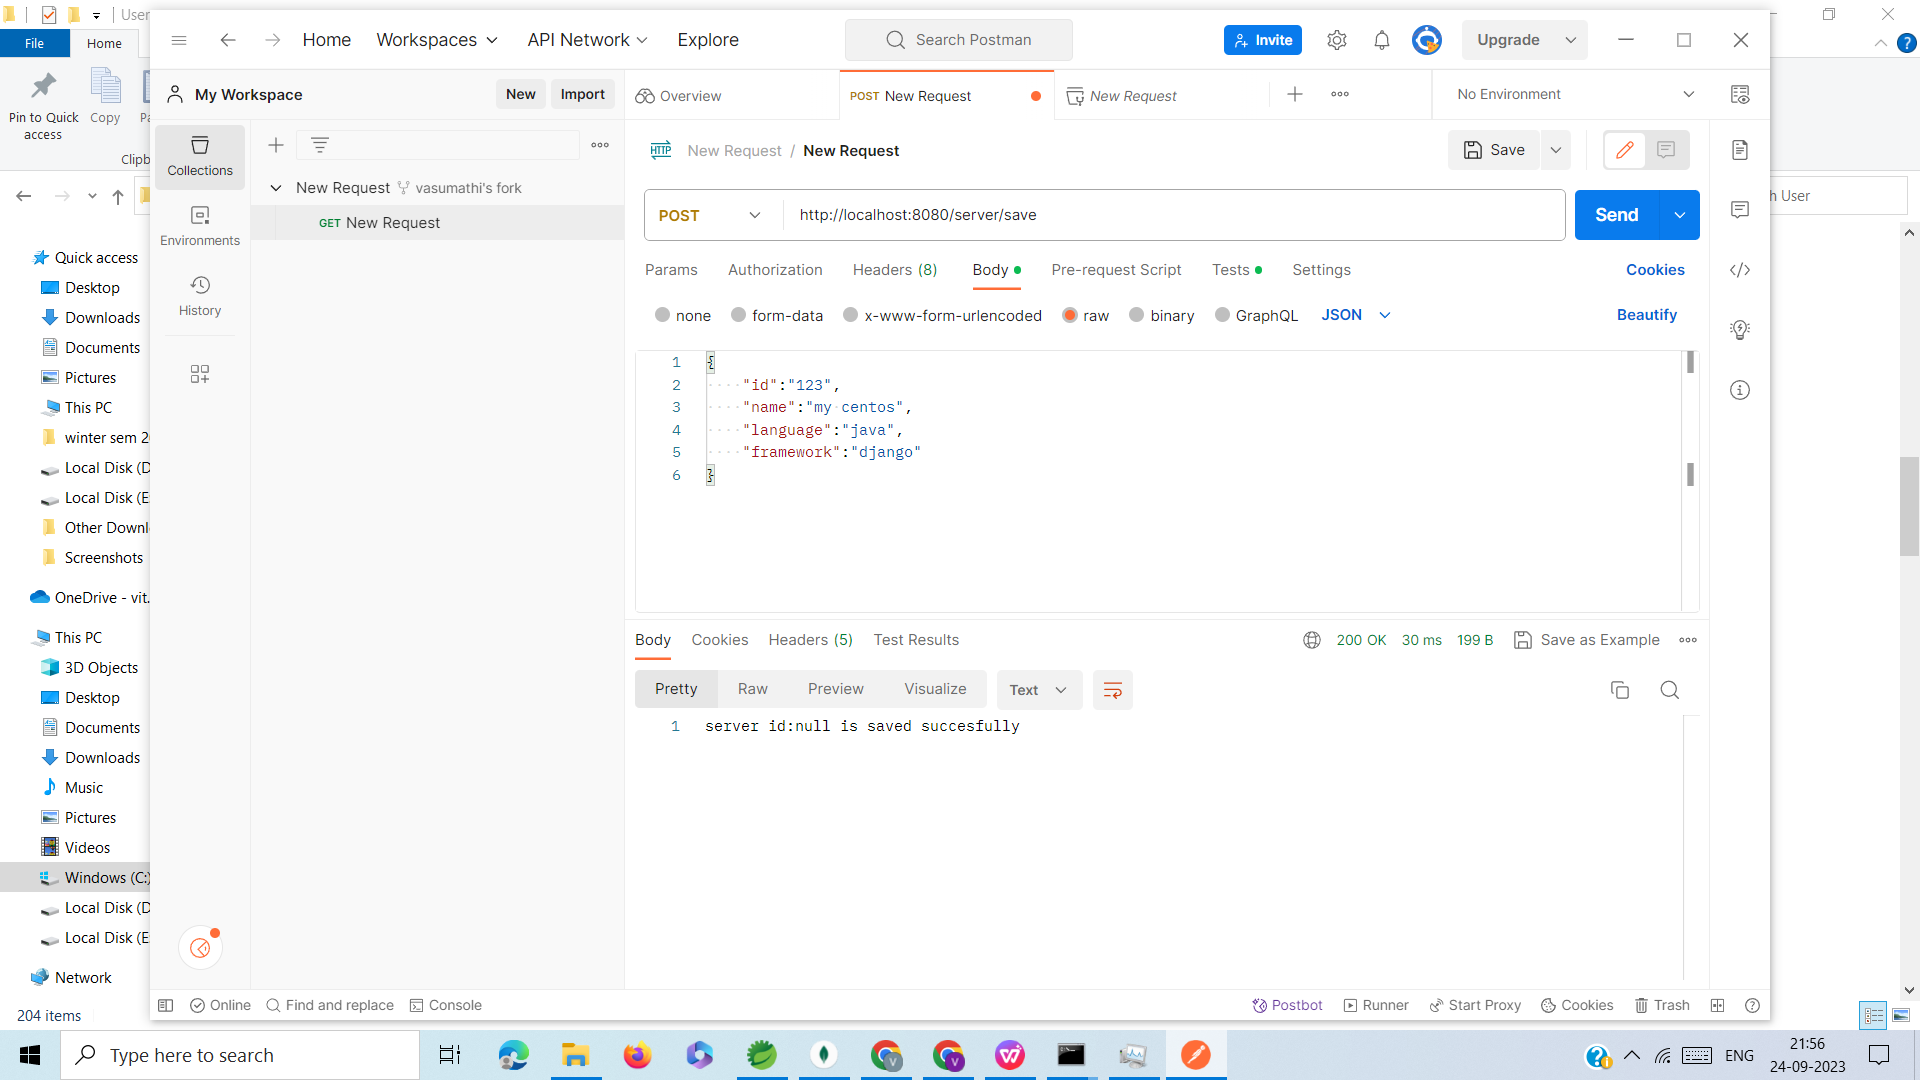 User
File
Home
Pin to Quick access
Copy
Pa
Clipb
h User
Quick access
Desktop
Downloads
Documents
Pictures
This PC
winter sem 2
Local Disk (D
Local Disk (E
Other Downl
Screenshots
OneDrive - vit.
This PC
3D Objects
Desktop
Documents
Downloads
Music
Pictures
Videos
Windows (C:)
Local Disk (D
Local Disk (E
Network
204 items
Home Workspaces API Network Explore
Search Postman
Invite
Upgrade
My Workspace
New Import
Overview
POST New Request
New Request
No Environment
Collections
Environments
History
New Request vasumathi's fork
GET New Request
HTTP New Request / New Request
Save
POST http://localhost:8080/server/save
Send
Params Authorization Headers (8) Body Pre-request Script Tests Settings Cookies
none form-data x-www-form-urlencoded raw binary GraphQL JSON Beautify
1 {
2 "id":"123",
3 "name":"my centos",
4 "language":"java",
5 "framework":"django"
6 }
Body Cookies Headers (5) Test Results 200 OK 30 ms 199 B Save as Example
Pretty Raw Preview Visualize Text
1 server id:null is saved succesfully
Online Find and replace Console Postbot Runner Start Proxy Cookies Trash
Type here to search
ENG
21:56
24-09-2023